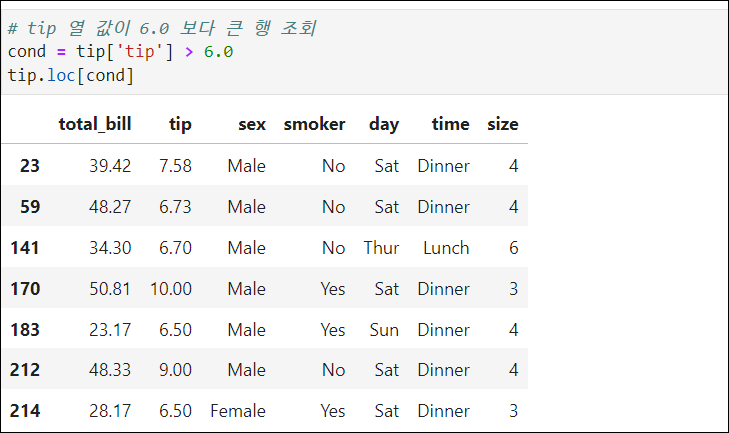 # tip 열 값이 6.0 보다 큰 행 조회
cond = tip['tip'] > 6.0
tip.loc[cond]
total_bill tip sex smoker day time size
23 39.42 7.58 Male No Sat Dinner 4
59 48.27 6.73 Male No Sat Dinner 4
141 34.30 6.70 Male No Thur Lunch 6
170 50.81 10.00 Male Yes Sat Dinner 3
183 23.17 6.50 Male Yes Sun Dinner 4
212 48.33 9.00 Male No Sat Dinner 4
214 28.17 6.50 Female Yes Sat Dinner 3